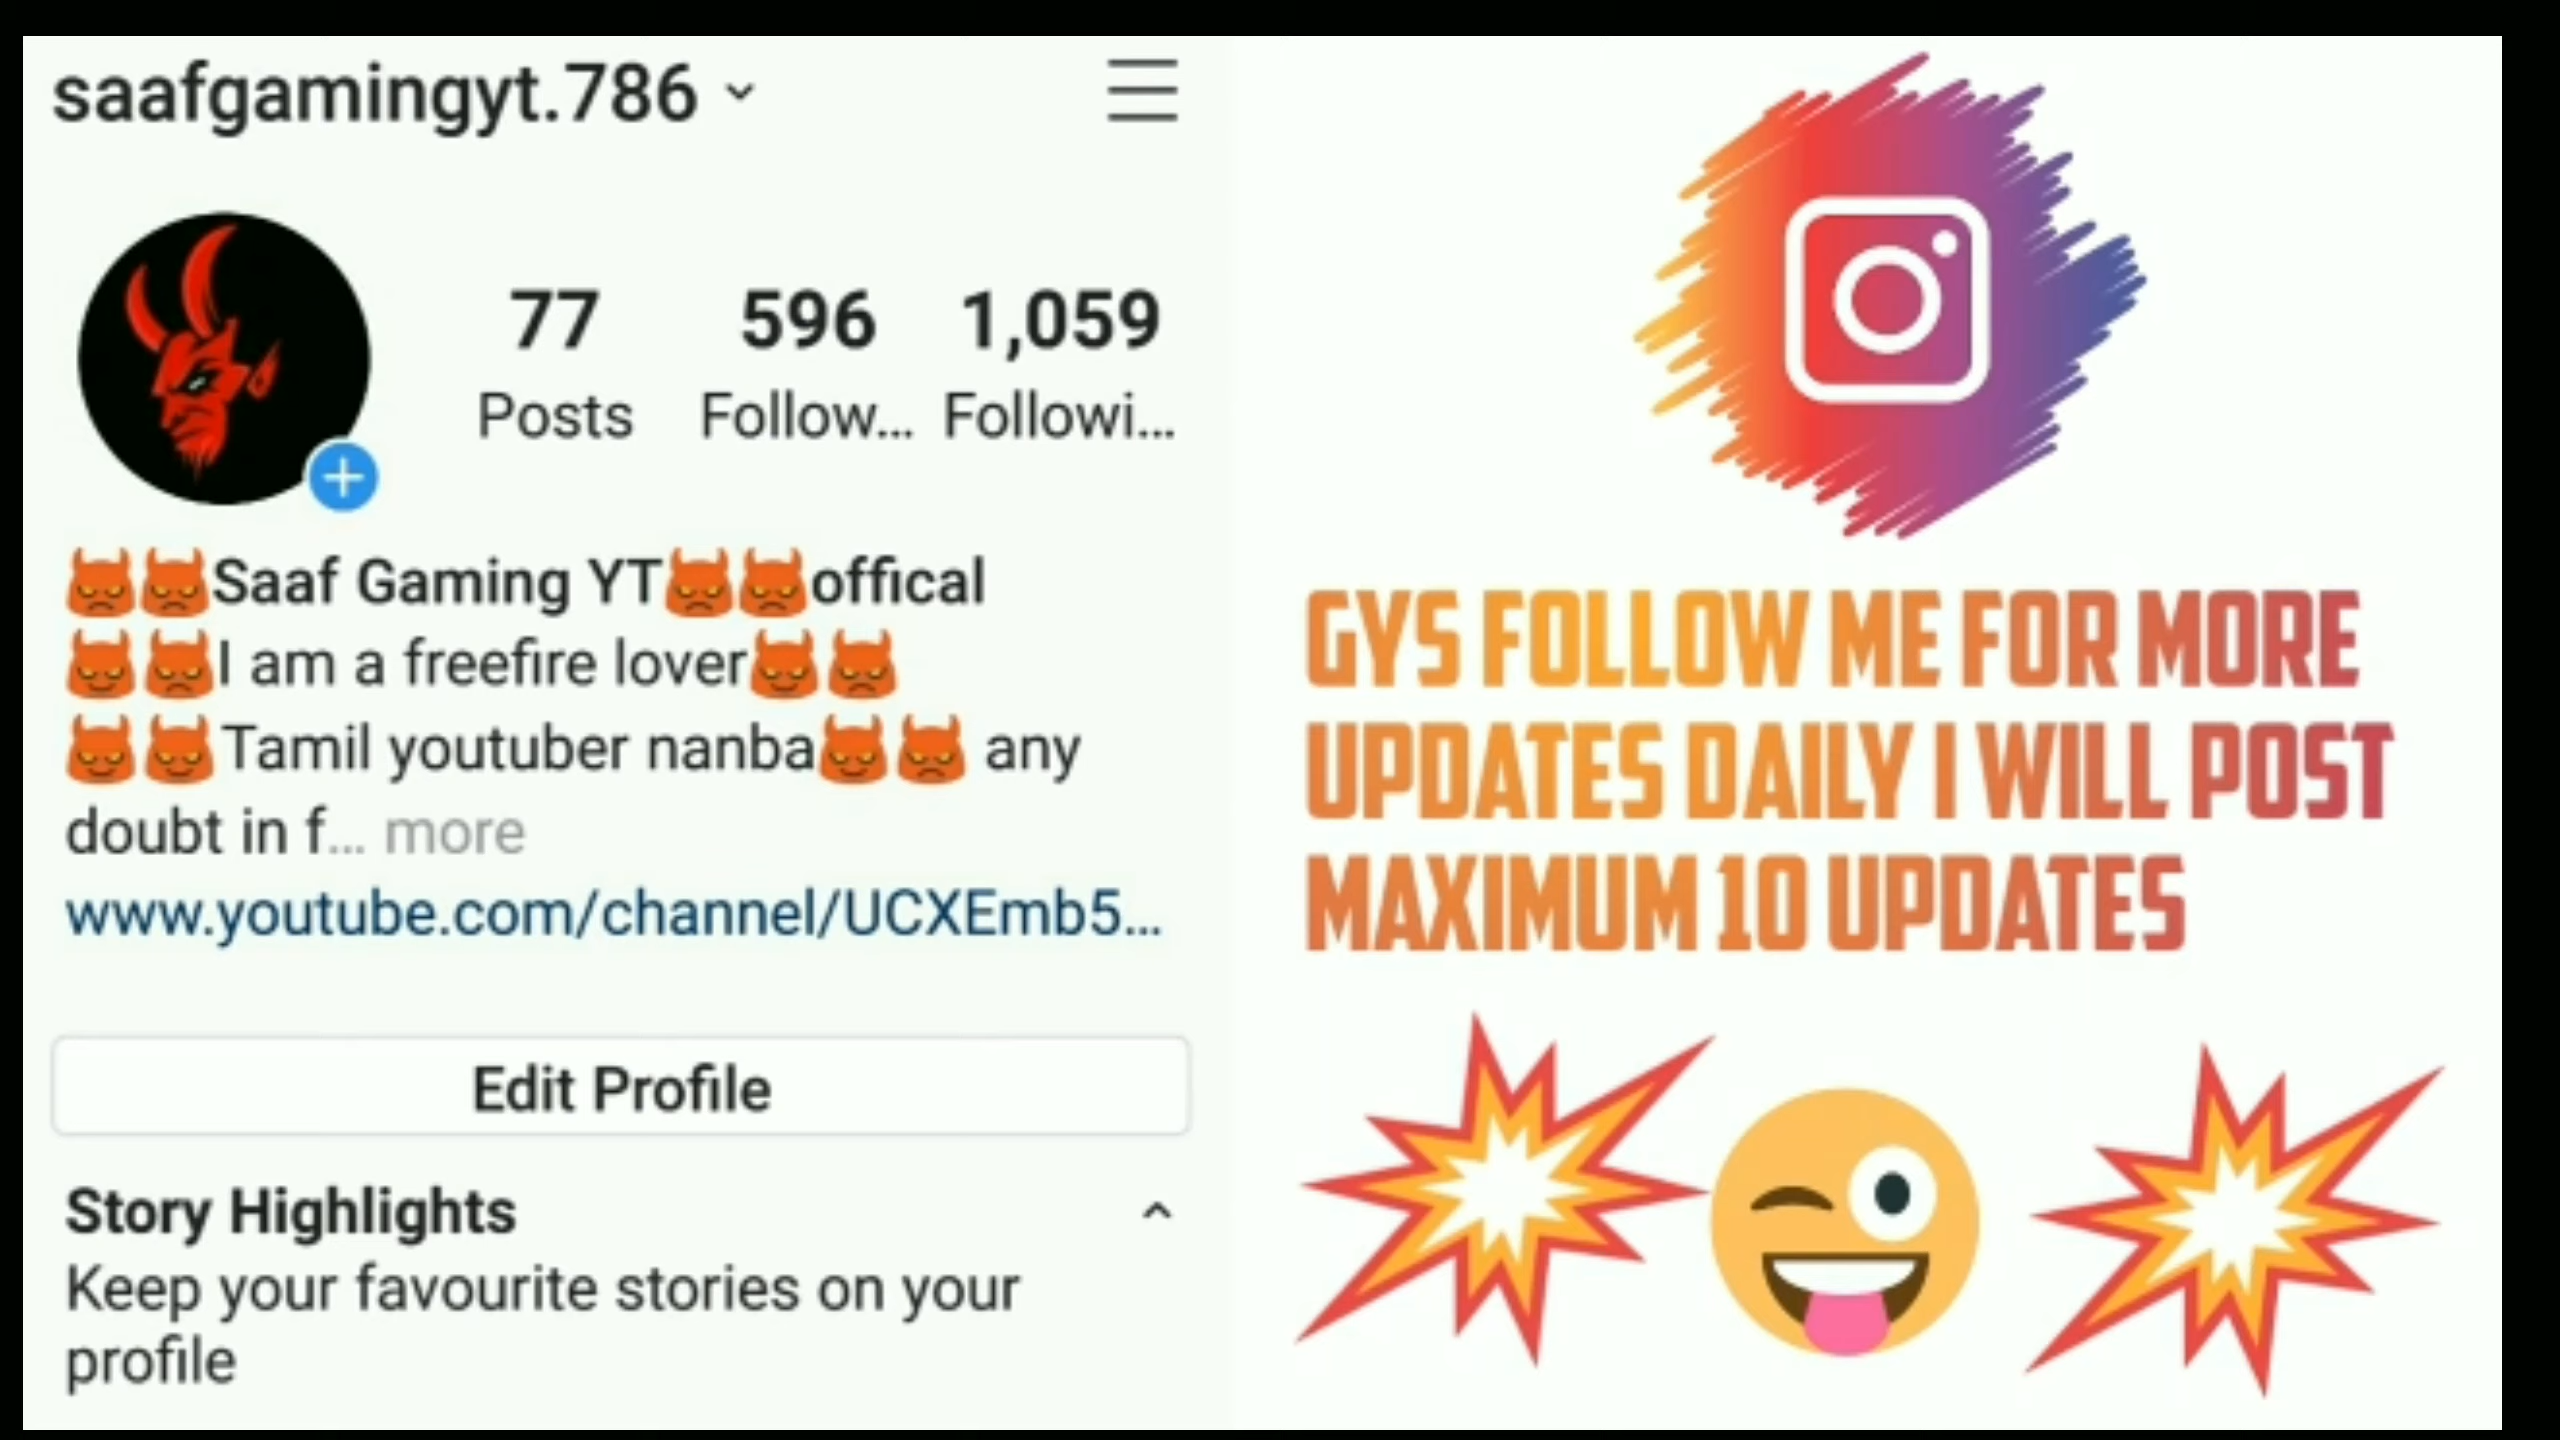 saafgamingyt.786
77 596 1,059
Posts Follow... Followi...
👿👿Saaf Gaming YT👿👿offical
😈👿I am a freefire lover😈👿
😈😈Tamil youtuber nanba😈👿 any
doubt in f... more
www.youtube.com/channel/UCXEmb5...
Edit Profile
Story Highlights
Keep your favourite stories on your
profile
GYS FOLLOW ME FOR MORE
UPDATES DAILY I WILL POST
MAXIMUM 10 UPDATES